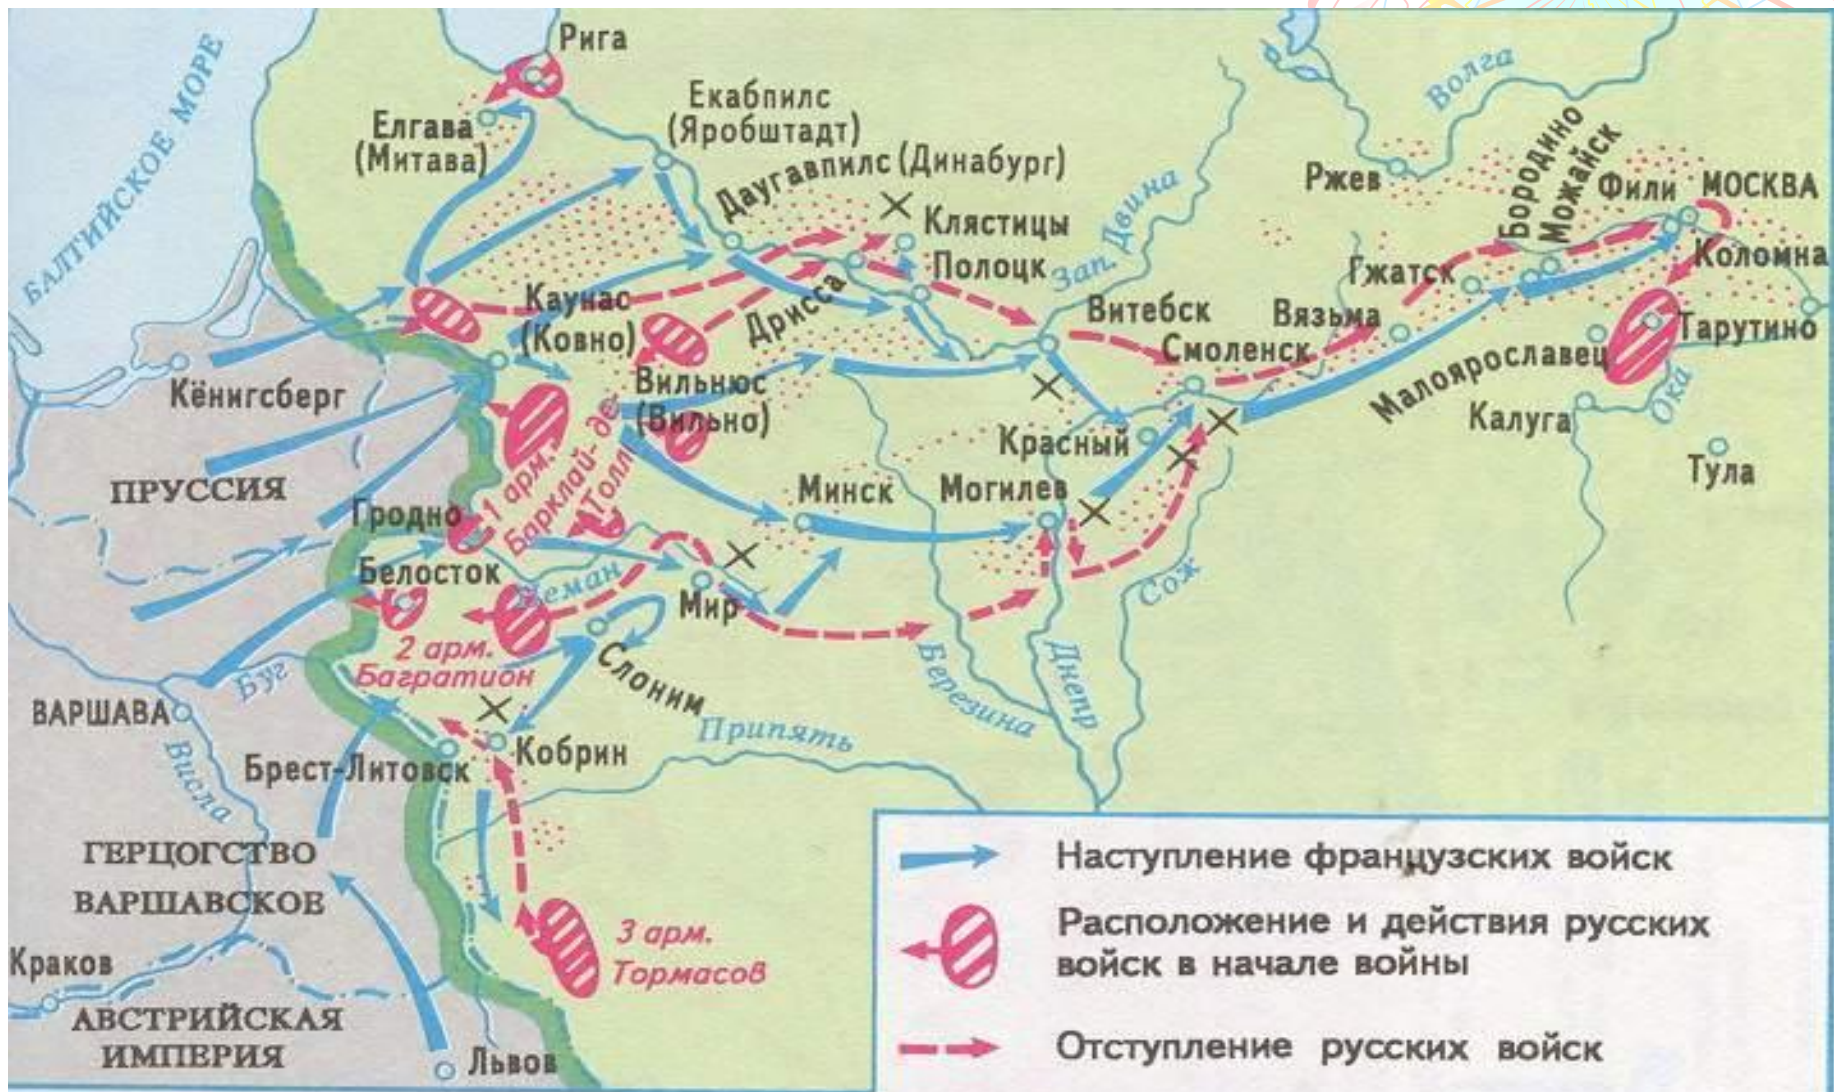 Рига
БАЛТИЙСКОЕ МОРЕ
Елгава
(Митава)
Екабпилс
(Яробштадт)
Даугавпилс (Динабург)
Клястицы
Полоцк
Зап. Двина
Волга
Ржев
Бородино
Можайск
Фили
МОСКВА
Коломна
Гжатск
Вязьма
Тарутино
Малоярославец
Калуга
Ока
Тула
Каунас
(Ковно)
Дрисса
Витебск
Смоленск
Кёнигсберг
Вильнюс
(Вильно)
Красный
ПРУССИЯ
Гродно
1 арм.
Барклай-де-
Толли
Минск
Могилев
Белосток
Неман
Мир
Сож
2 арм.
Багратион
Слоним
Березина
Днепр
Буг
ВАРШАВА
Висла
Припять
Кобрин
Брест-Литовск
ГЕРЦОГСТВО
ВАРШАВСКОЕ
3 арм.
Тормасов
Краков
АВСТРИЙСКАЯ
ИМПЕРИЯ
Львов
Наступление французских войск
Расположение и действия русских
войск в начале войны
Отступление русских войск